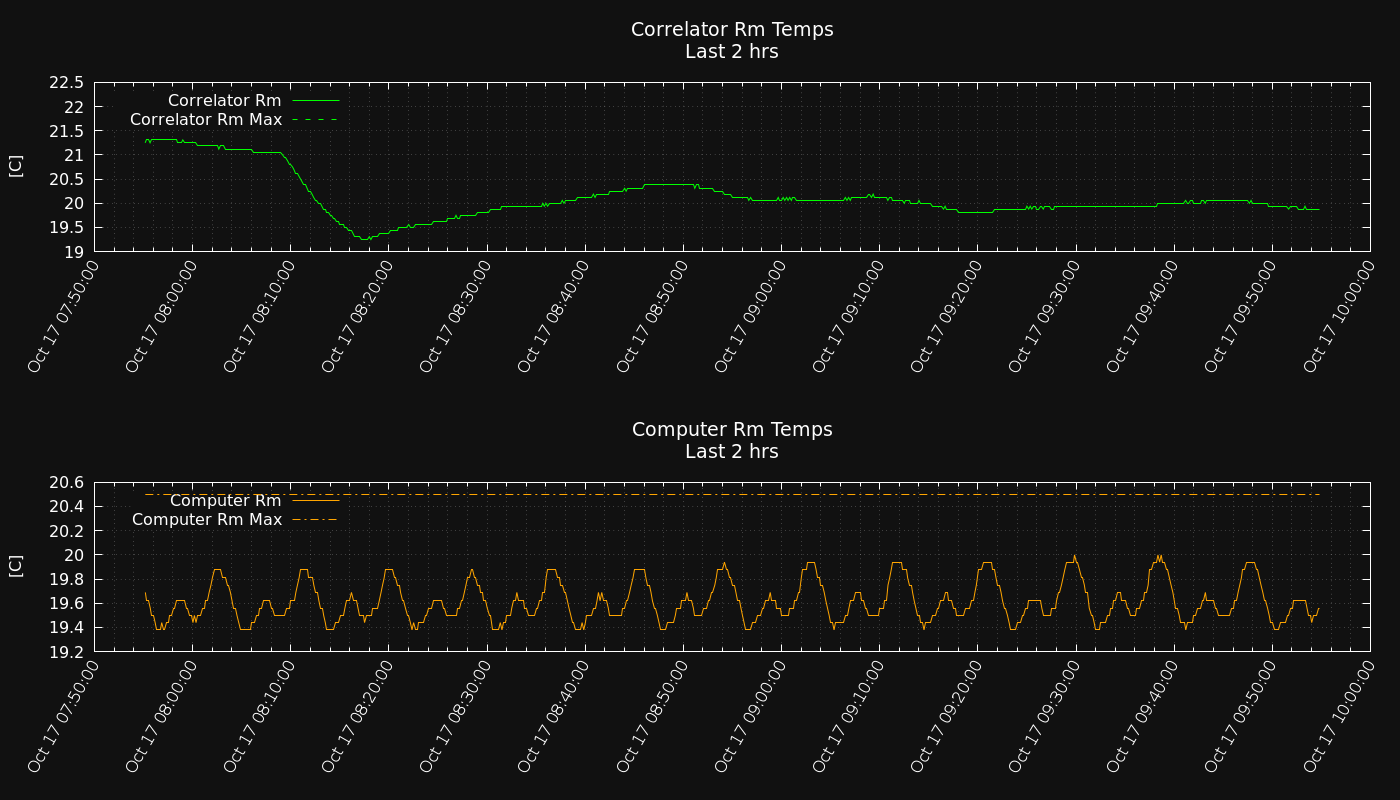 Correlator Rm Temps
Last 2 hrs
22.5
22
21.5
21
20.5
20
19.5
19
[C]
Correlator Rm
Correlator Rm Max
Oct 17 07:50:00
Oct 17 08:00:00
Oct 17 08:10:00
Oct 17 08:20:00
Oct 17 08:30:00
Oct 17 08:40:00
Oct 17 08:50:00
Oct 17 09:00:00
Oct 17 09:10:00
Oct 17 09:20:00
Oct 17 09:30:00
Oct 17 09:40:00
Oct 17 09:50:00
Oct 17 10:00:00
Computer Rm Temps
Last 2 hrs
20.6
20.4
20.2
20
19.8
19.6
19.4
19.2
[C]
Computer Rm
Computer Rm Max
Oct 17 07:50:00
Oct 17 08:00:00
Oct 17 08:10:00
Oct 17 08:20:00
Oct 17 08:30:00
Oct 17 08:40:00
Oct 17 08:50:00
Oct 17 09:00:00
Oct 17 09:10:00
Oct 17 09:20:00
Oct 17 09:30:00
Oct 17 09:40:00
Oct 17 09:50:00
Oct 17 10:00:00